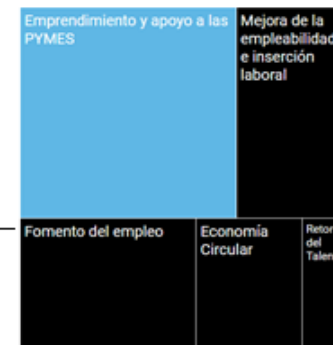 Emprendimiento y apoyo a las
PYMES
Mejora de la
empleabilidad
e inserción
laboral
Fomento del empleo
Economía
Circular
Retor
del
Talen